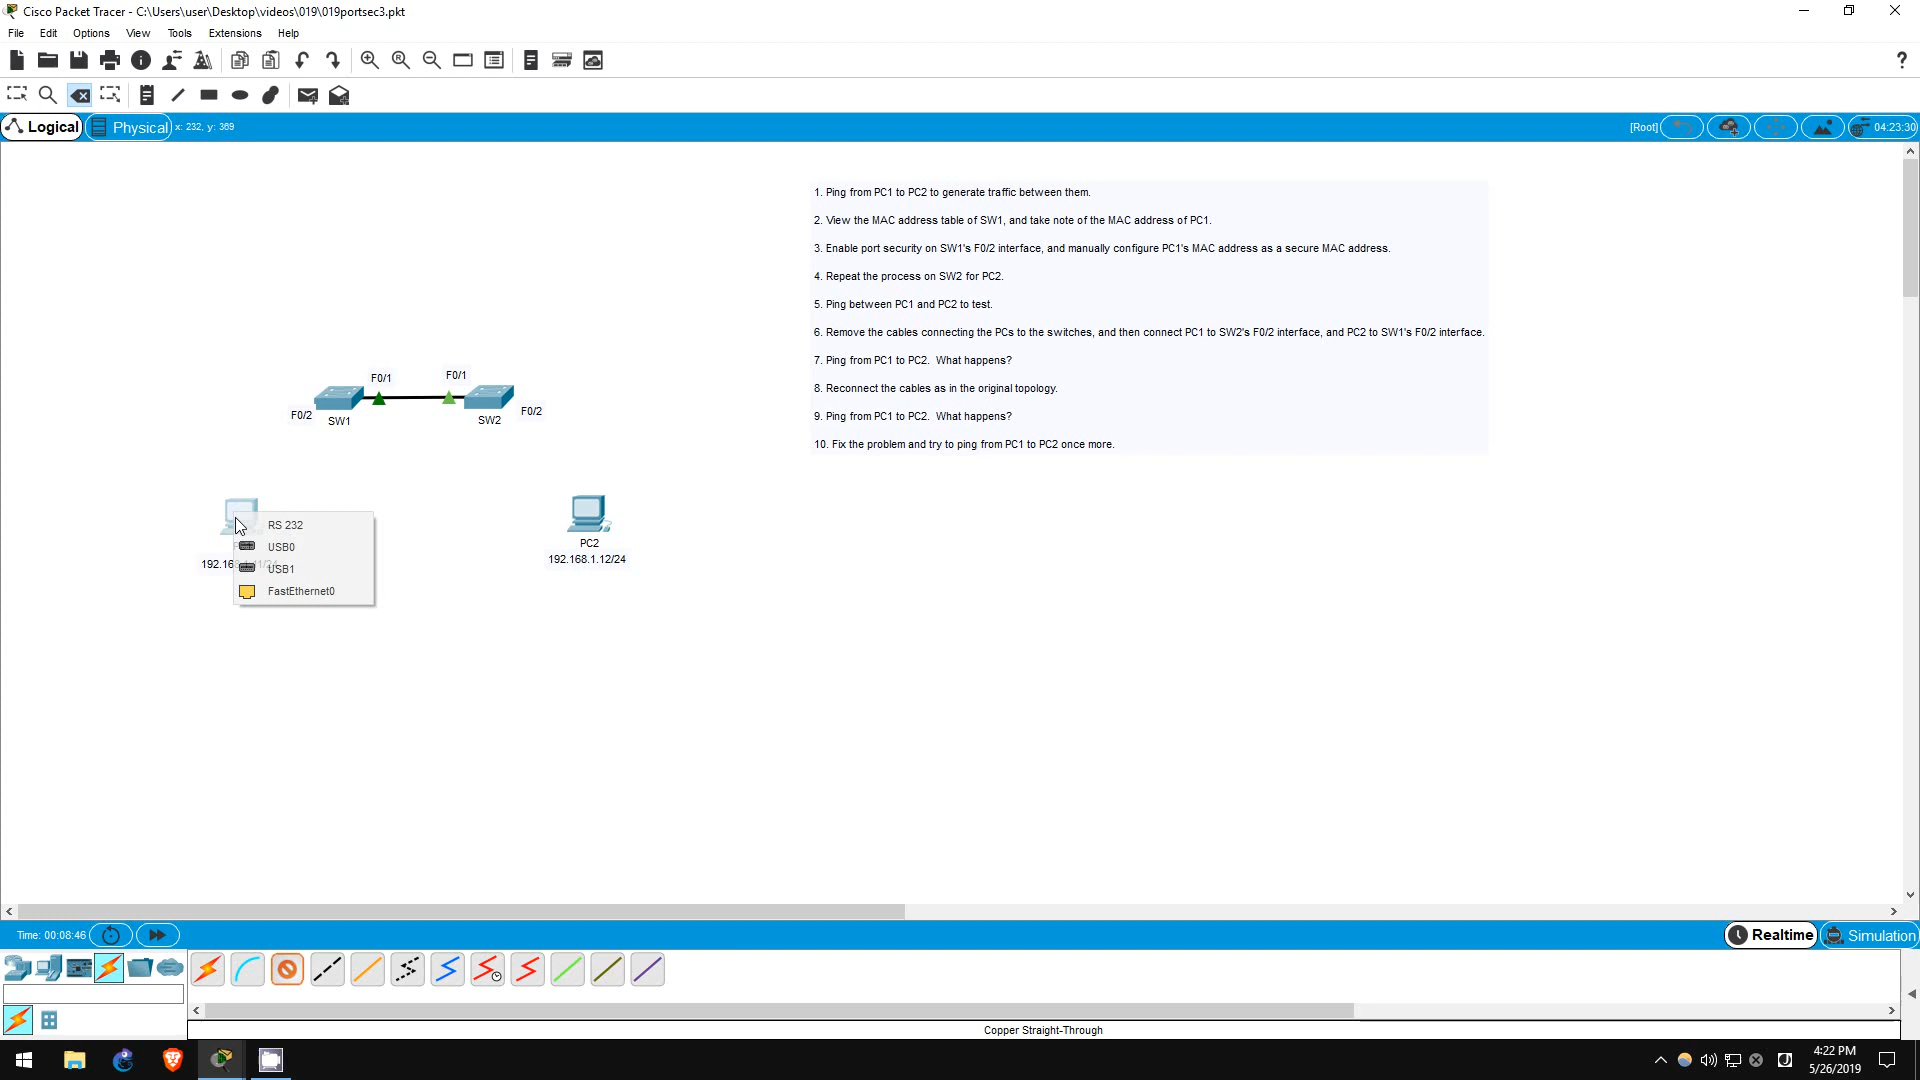 Cisco Packet Tracer - C:\Users\user\Desktop\videos\019\019portsec3.pkt
File Edit Options View Tools Extensions Help
Logical Physical x: 232, y: 389 [Root] 04:23:30
1. Ping from PC1 to PC2 to generate traffic between them.
2. View the MAC address table of SW1, and take note of the MAC address of PC1.
3. Enable port security on SW1's F0/2 interface, and manually configure PC1's MAC address as a secure MAC address.
4. Repeat the process on SW2 for PC2.
5. Ping between PC1 and PC2 to test.
6. Remove the cables connecting the PCs to the switches, and then connect PC1 to SW2's F0/2 interface, and PC2 to SW1's F0/2 interface.
7. Ping from PC1 to PC2. What happens?
8. Reconnect the cables as in the original topology.
9. Ping from PC1 to PC2. What happens?
10. Fix the problem and try to ping from PC1 to PC2 once more.
F0/1 F0/1
F0/2 SW1 SW2 F0/2
RS 232
USB0
USB1
FastEthernet0
PC2
192.168.1.12/24
Time: 00:08:46 Realtime Simulation
Copper Straight-Through
4:22 PM
5/26/2019